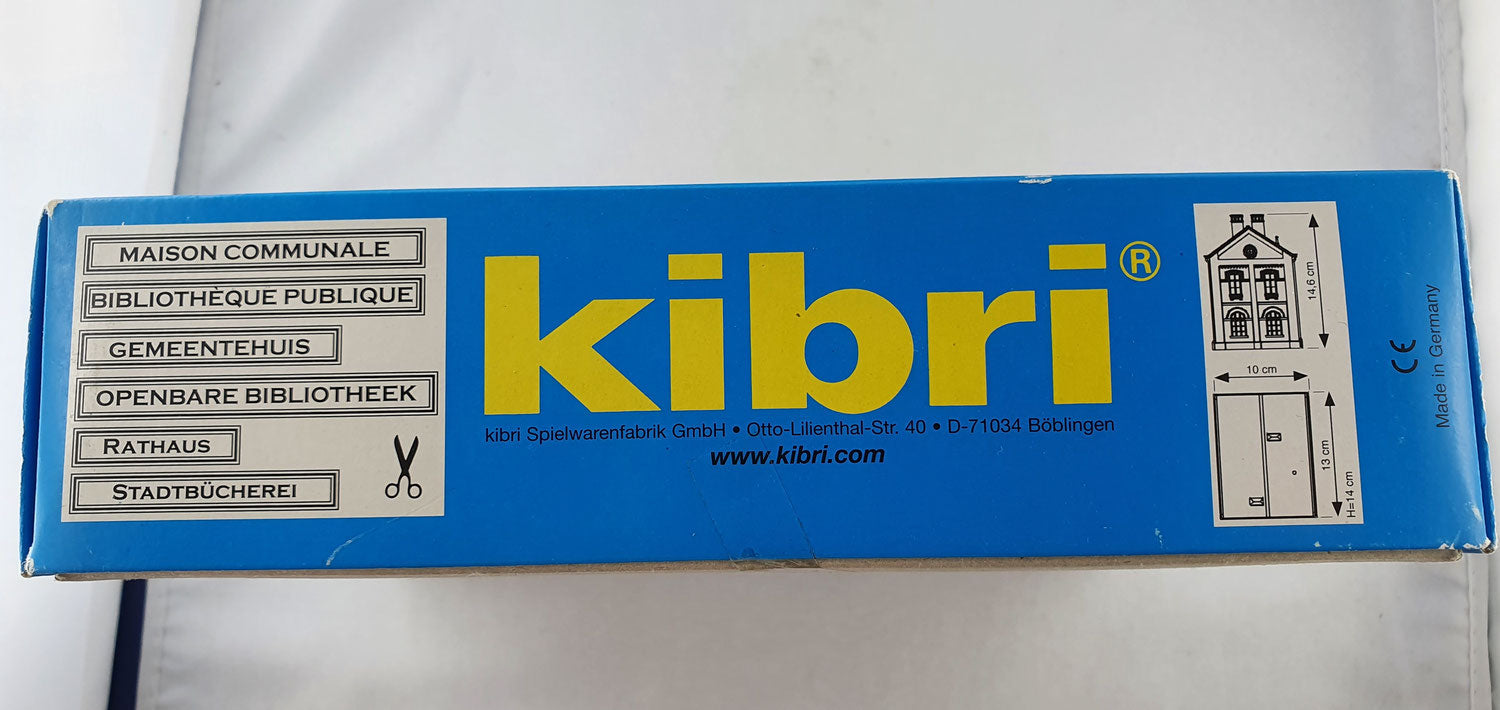 MAISON COMMUNALE
BIBLIOTHÈQUE PUBLIQUE
GEMEENTEHUIS
OPENBARE BIBLIOTHEEK
RATHAUS
STADTBÜCHEREI
kibri®
kibri Spielwarenfabrik GmbH • Otto-Lilienthal-Str. 40 • D-71034 Böblingen
www.kibri.com
14,6 cm
10 cm
13 cm
H=14 cm
CE
Made in Germany